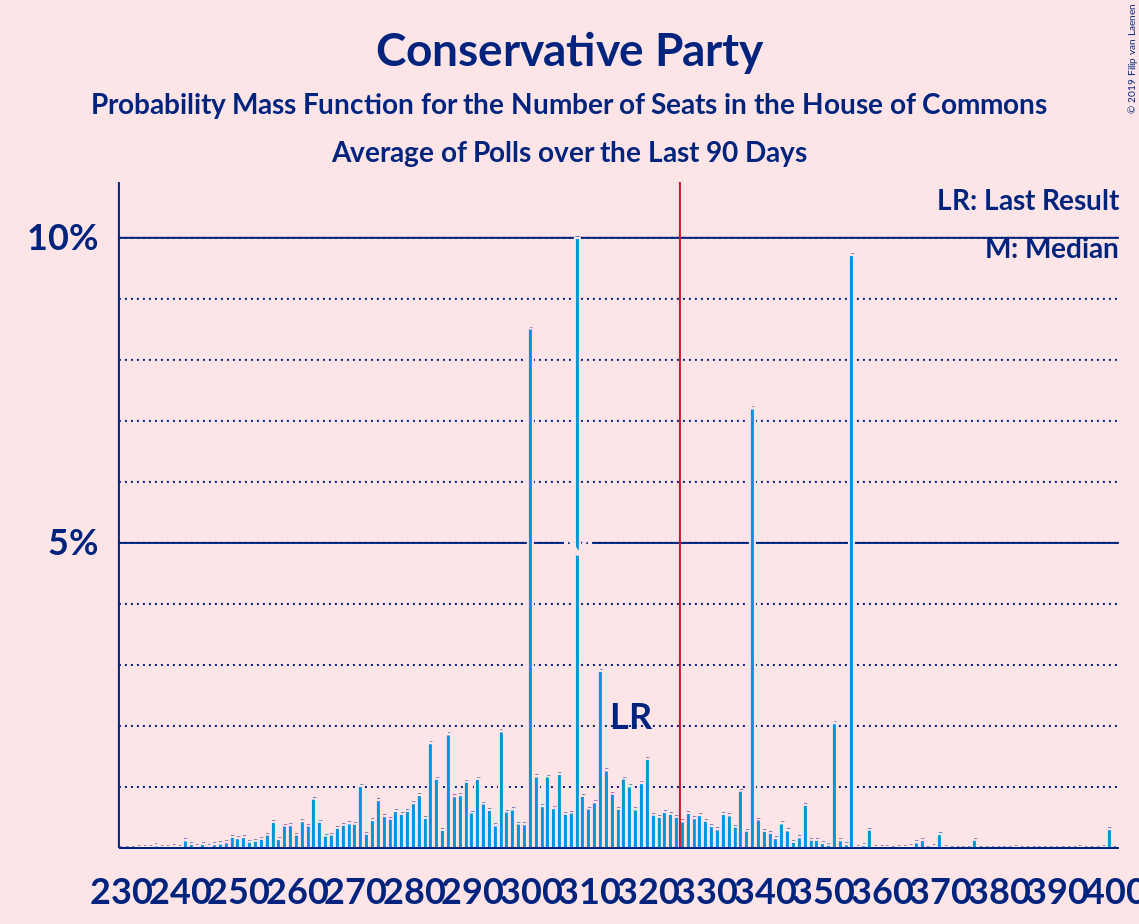 Conservative Party
Probability Mass Function for the Number of Seats in the House of Commons
Average of Polls over the Last 90 Days
© 2019 Filip van Laenen
LR: Last Result
M: Median
10%
5%
LR
230 240 250 260 270 280 290 300 310 320 330 340 350 360 370 380 390 400